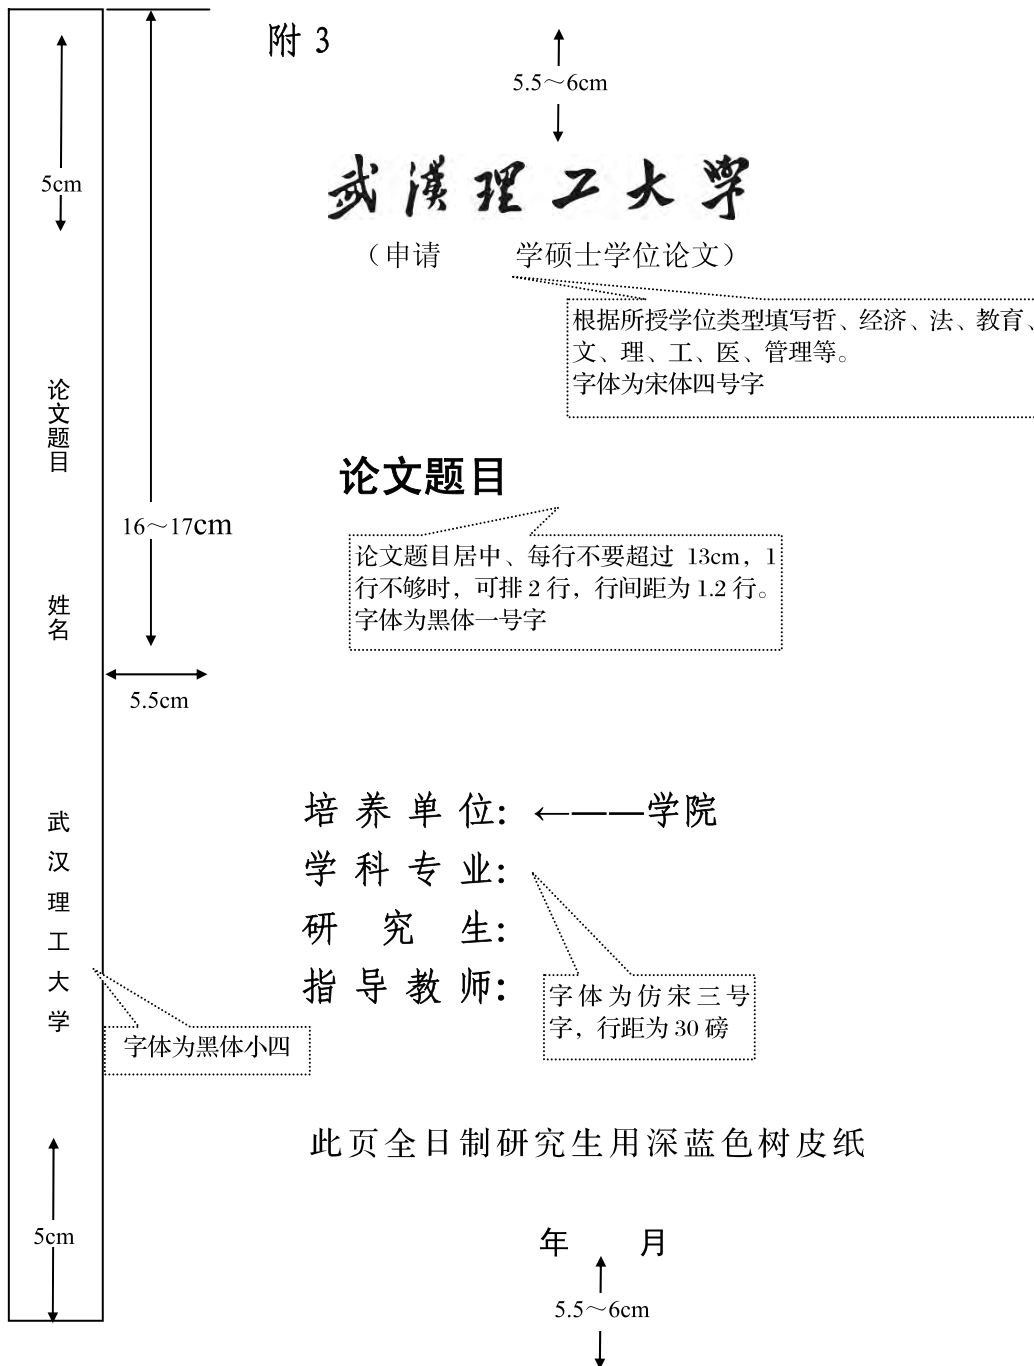 附 3
5.5～6cm
5cm
武漢理工大學
（申请 学硕士学位论文）
根据所授学位类型填写哲、经济、法、教育、
文、理、工、医、管理等。
字体为宋体四号字
论文题目
论文题目
16～17cm
论文题目居中、每行不要超过 13cm，1
行不够时，可排 2 行，行间距为 1.2 行。
字体为黑体一号字
姓名
5.5cm
培养单位：←———学院
学科专业：
研究生：
指导教师：
字体为仿宋三号
字，行距为 30 磅
武汉理工大学
字体为黑体小四
此页全日制研究生用深蓝色树皮纸
5cm
年 月
5.5～6cm